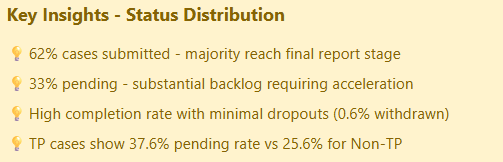 Key Insights - Status Distribution
💡 62% cases submitted - majority reach final report stage
💡 33% pending - substantial backlog requiring acceleration
💡 High completion rate with minimal dropouts (0.6% withdrawn)
💡 TP cases show 37.6% pending rate vs 25.6% for Non-TP